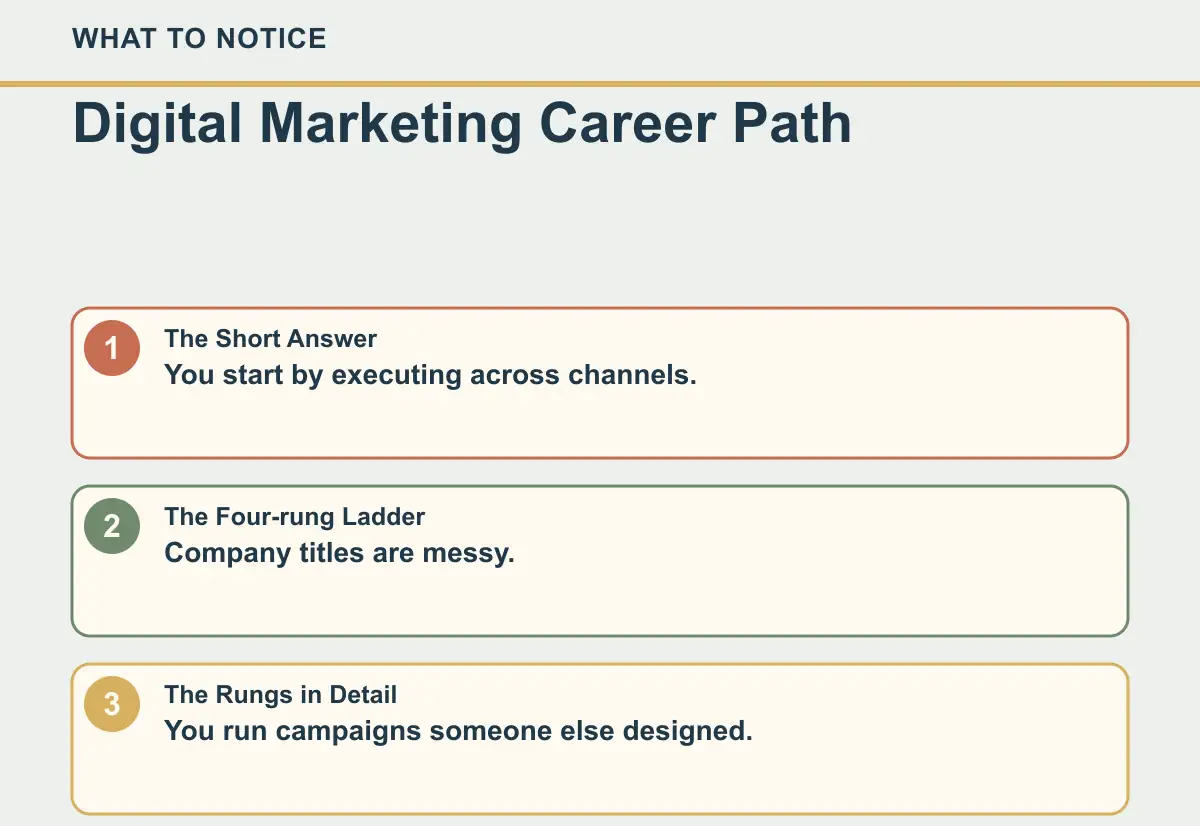 WHAT TO NOTICE
Digital Marketing Career Path
1
The Short Answer
You start by executing across channels.
2
The Four-rung Ladder
Company titles are messy.
3
The Rungs in Detail
You run campaigns someone else designed.